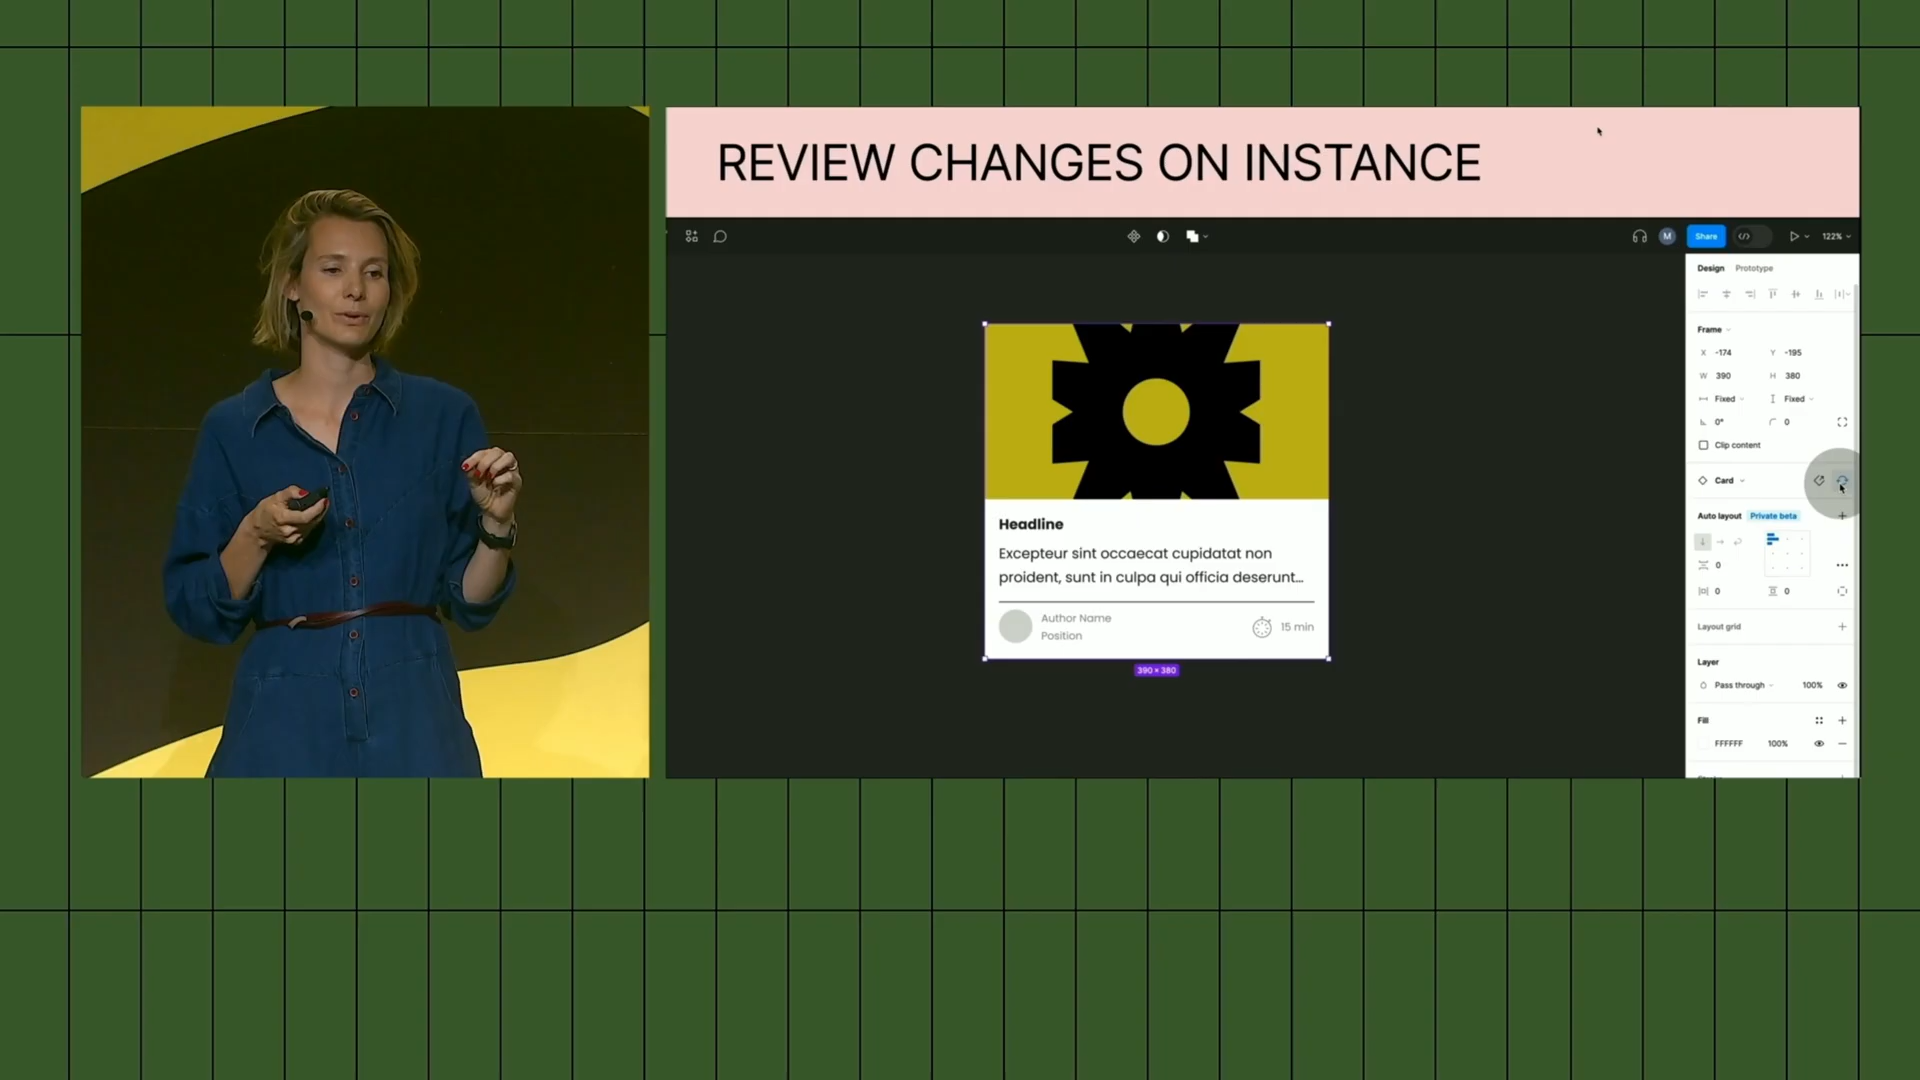 REVIEW CHANGES ON INSTANCE
M
Share
122%
Design Prototype
Frame
X -174 Y -195
W 390 H 380
Fixed Fixed
0° 0
Clip content
Card
Auto layout Private beta
0
0 0
Layout grid
Layer
Pass through 100%
Fill
FFFFFF 100%
Headline
Excepteur sint occaecat cupidatat non
proident, sunt in culpa qui officia deserunt...
Author Name
Position
15 min
390 × 380